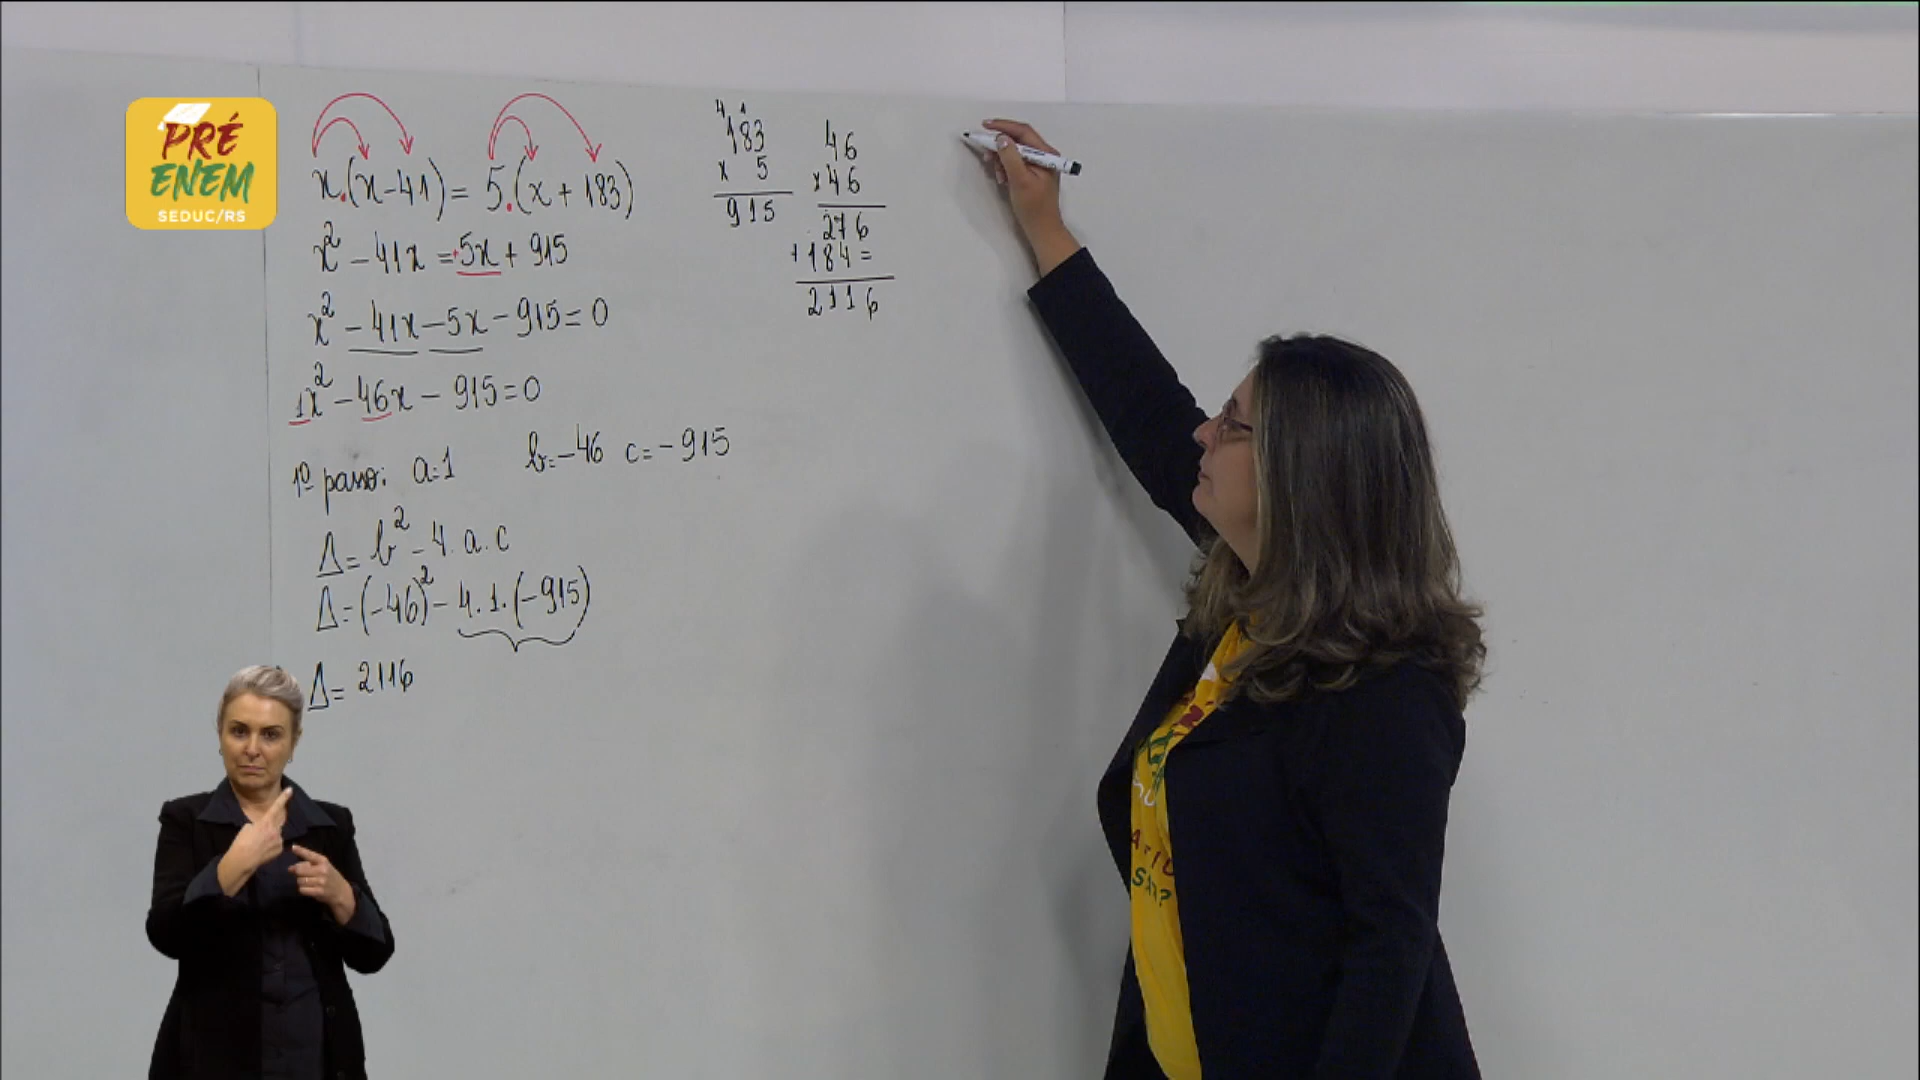 PRÉ
ENEM
SEDUC/RS
x.(x-41)= 5.(x+183)
x² - 41x = +5x + 915
x² - 41x - 5x - 915 = 0
1x² - 46x - 915 = 0
1º passo: a=1 b=-46 c=-915
Δ= b² - 4.a.c
Δ=(-46)² - 4.1.(-915)
Δ= 2116
4 1
183
x 5
915
46
x46
276
+184=
2116